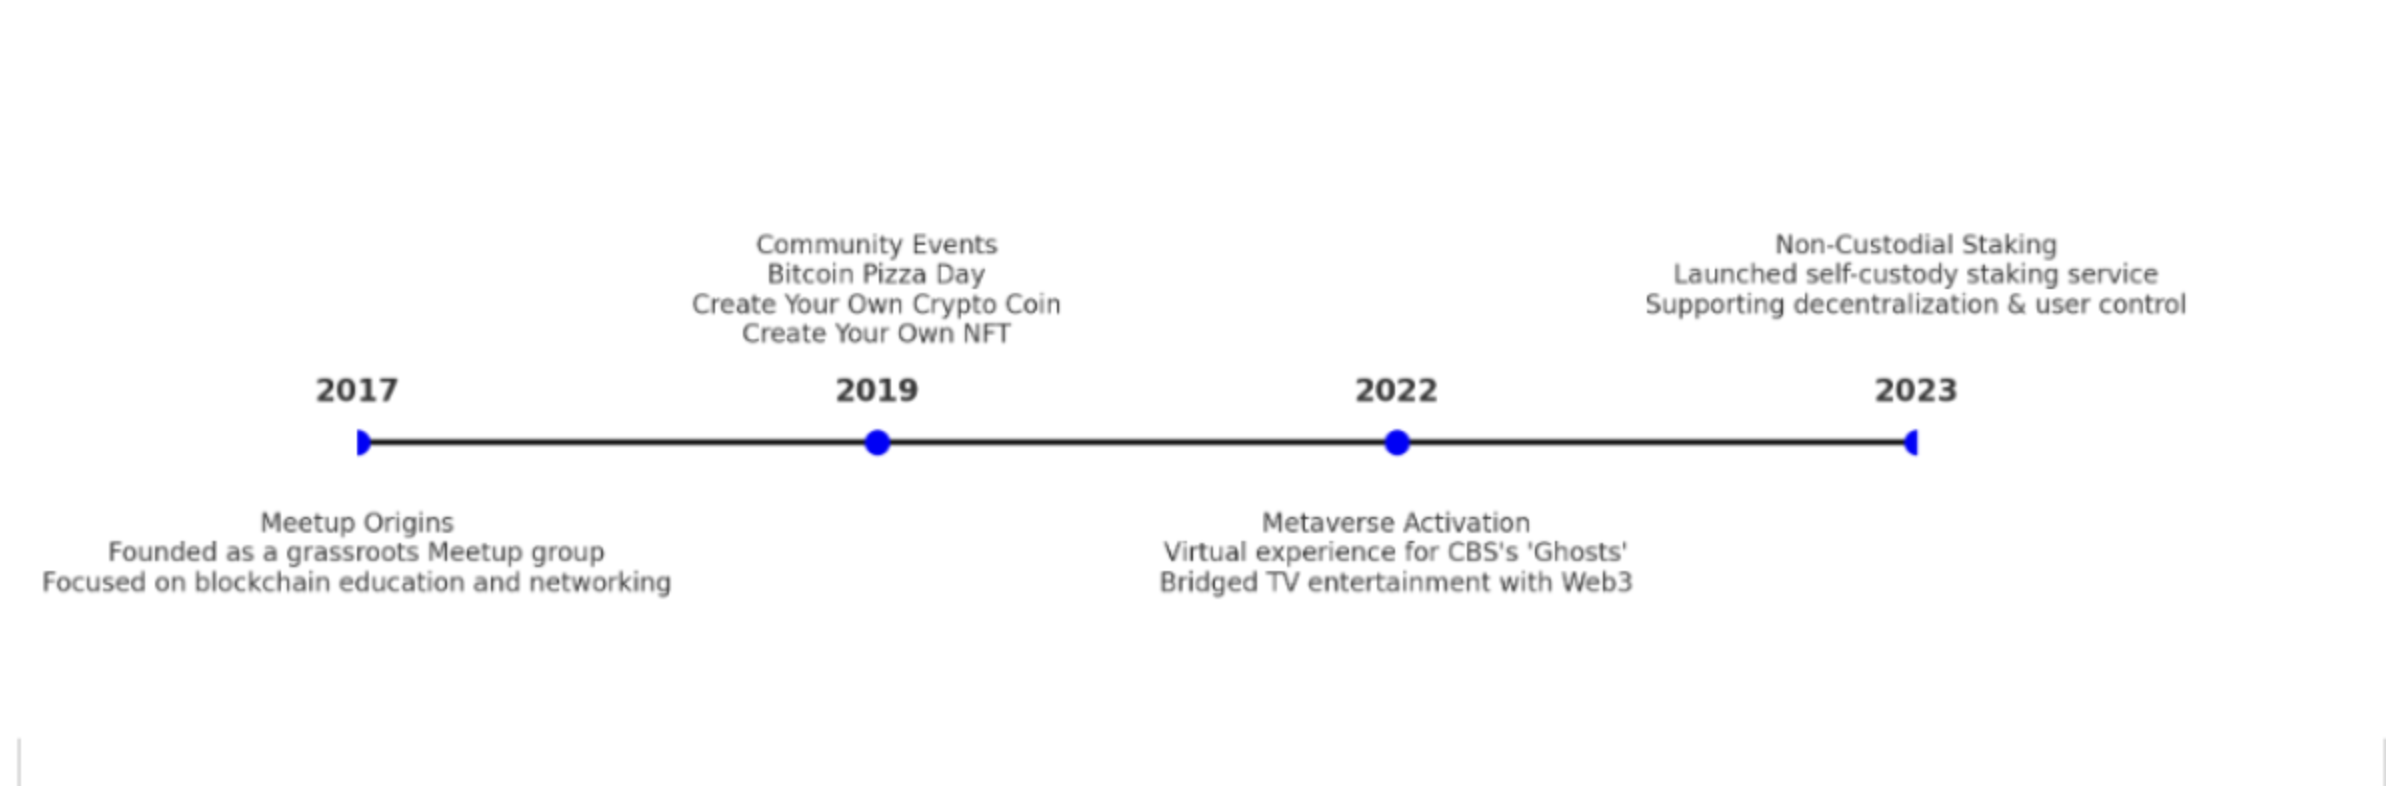 Community Events
Bitcoin Pizza Day
Create Your Own Crypto Coin
Create Your Own NFT
Non-Custodial Staking
Launched self-custody staking service
Supporting decentralization & user control
2017
2019
2022
2023
Meetup Origins
Founded as a grassroots Meetup group
Focused on blockchain education and networking
Metaverse Activation
Virtual experience for CBS's 'Ghosts'
Bridged TV entertainment with Web3